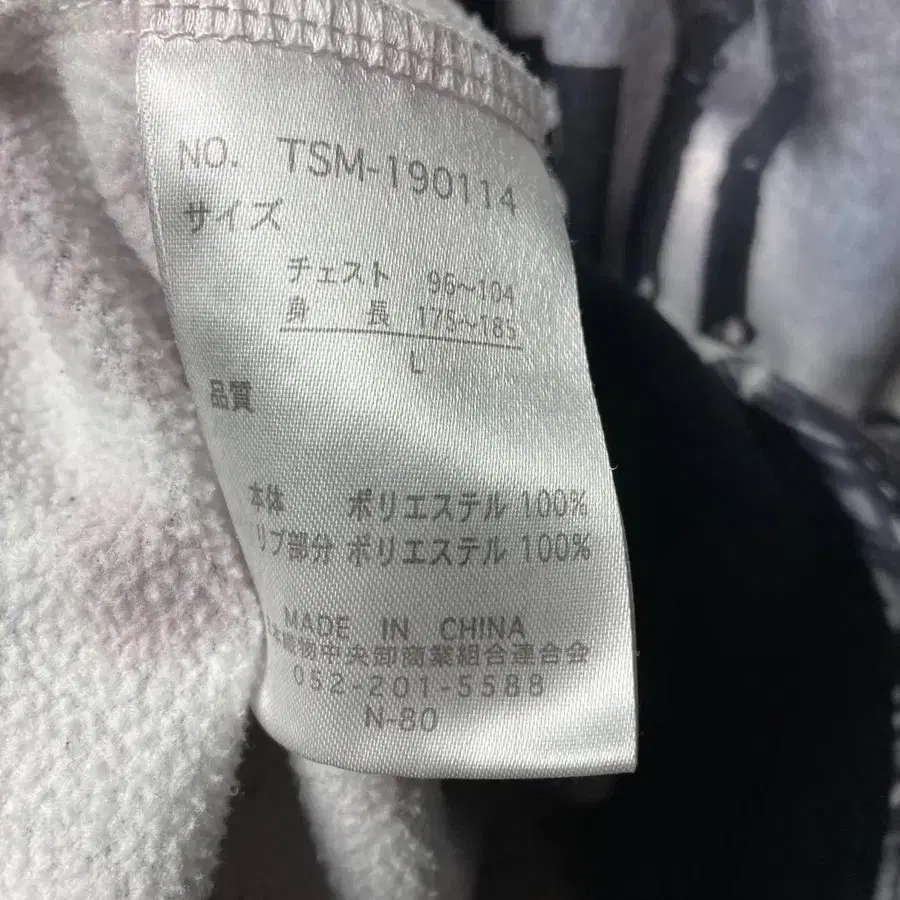 NO. TSM-190114
サイズ
チェスト 96~104
身 長 175~185
L
品質
本体 ポリエステル 100%
リブ部分 ポリエステル 100%
MADE IN CHINA
織物中央卸商業組合連合会
052-201-5588
N-80